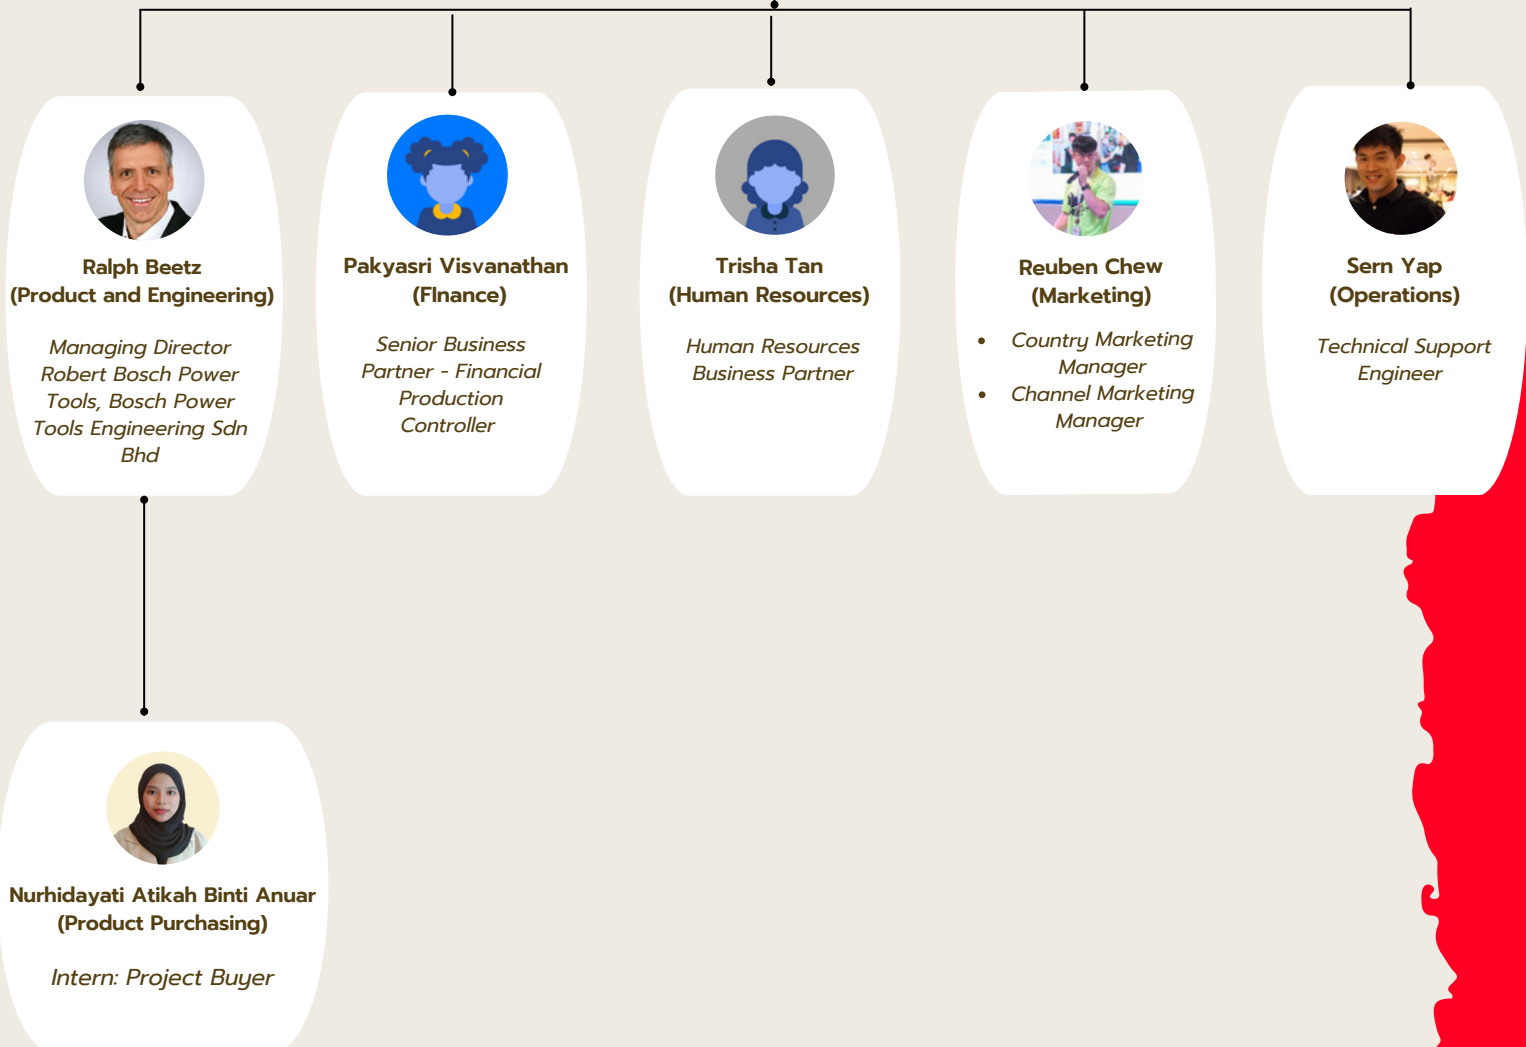 Ralph Beetz
(Product and Engineering)
Managing Director
Robert Bosch Power
Tools, Bosch Power
Tools Engineering Sdn
Bhd
Pakyasri Visvanathan
(FInance)
Senior Business
Partner - Financial
Production
Controller
Trisha Tan
(Human Resources)
Human Resources
Business Partner
Reuben Chew
(Marketing)
• Country Marketing
Manager
• Channel Marketing
Manager
Sern Yap
(Operations)
Technical Support
Engineer
Nurhidayati Atikah Binti Anuar
(Product Purchasing)
Intern: Project Buyer